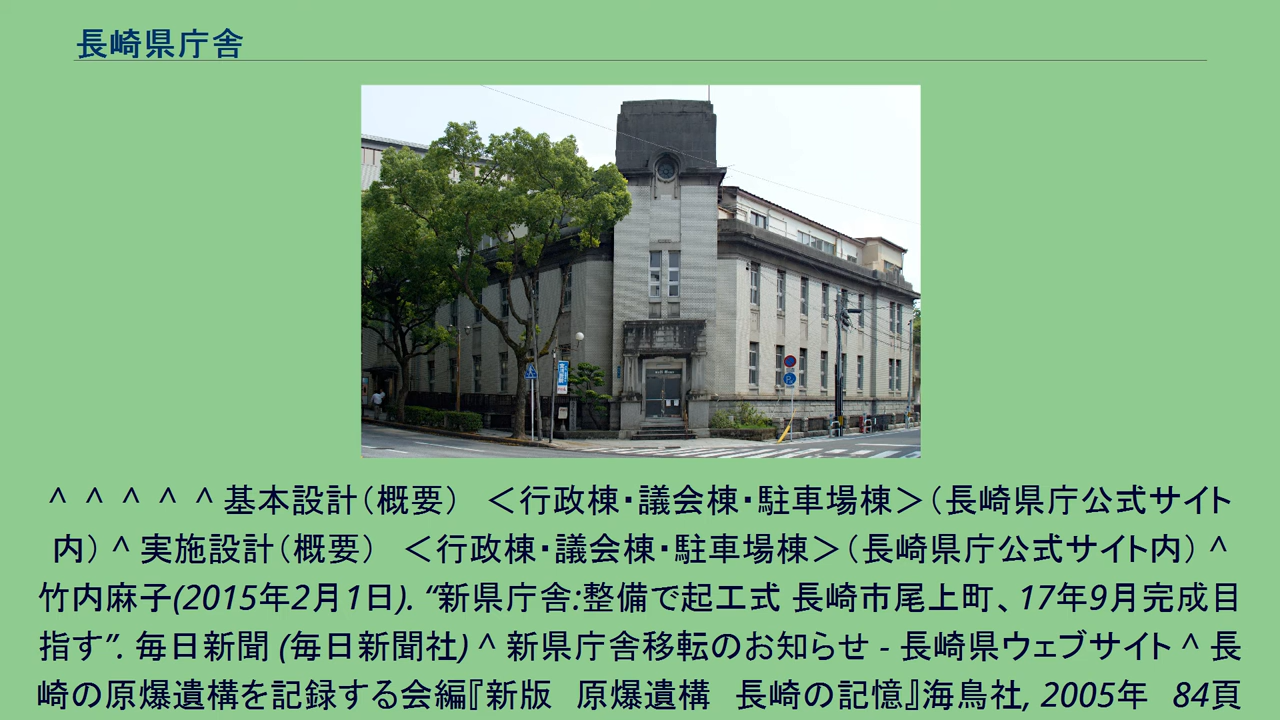 長崎県庁舎
^ ^ ^ ^ ^ 基本設計（概要）　＜行政棟・議会棟・駐車場棟＞（長崎県庁公式サイト
内） ^ 実施設計（概要）　＜行政棟・議会棟・駐車場棟＞（長崎県庁公式サイト内） ^
竹内麻子(2015年2月1日). “新県庁舎:整備で起工式 長崎市尾上町、17年9月完成目
指す”. 毎日新聞 (毎日新聞社) ^ 新県庁舎移転のお知らせ - 長崎県ウェブサイト ^ 長
崎の原爆遺構を記録する会編『新版　原爆遺構　長崎の記憶』海鳥社, 2005年　84頁